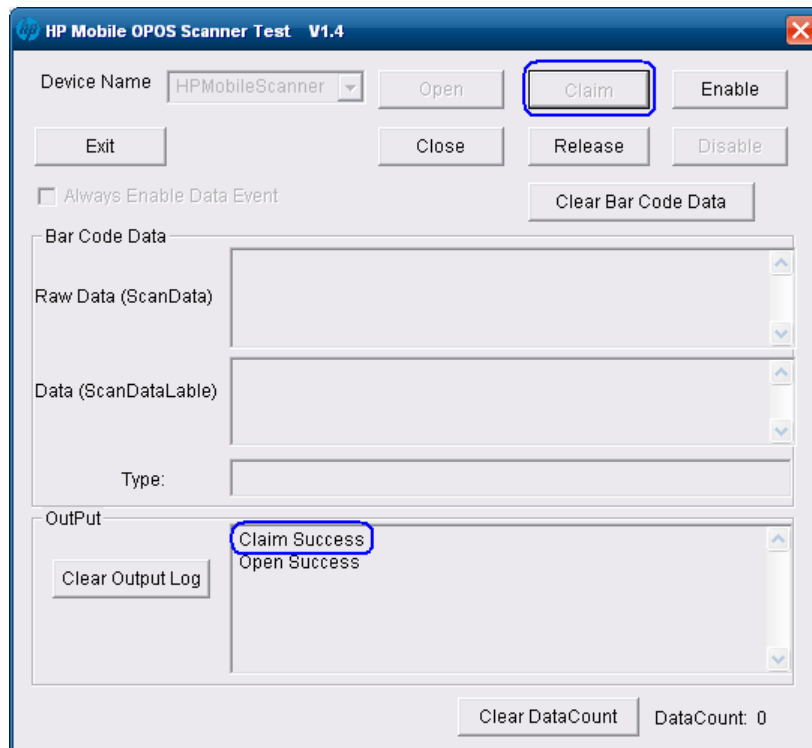 hp HP Mobile OPOS Scanner Test V1.4
Device Name HPMobileScanner Open Claim Enable
Exit Close Release Disable
Always Enable Data Event Clear Bar Code Data
Bar Code Data
Raw Data (ScanData)
Data (ScanDataLable)
Type:
OutPut
Claim Success
Open Success
Clear Output Log
Clear DataCount DataCount: 0